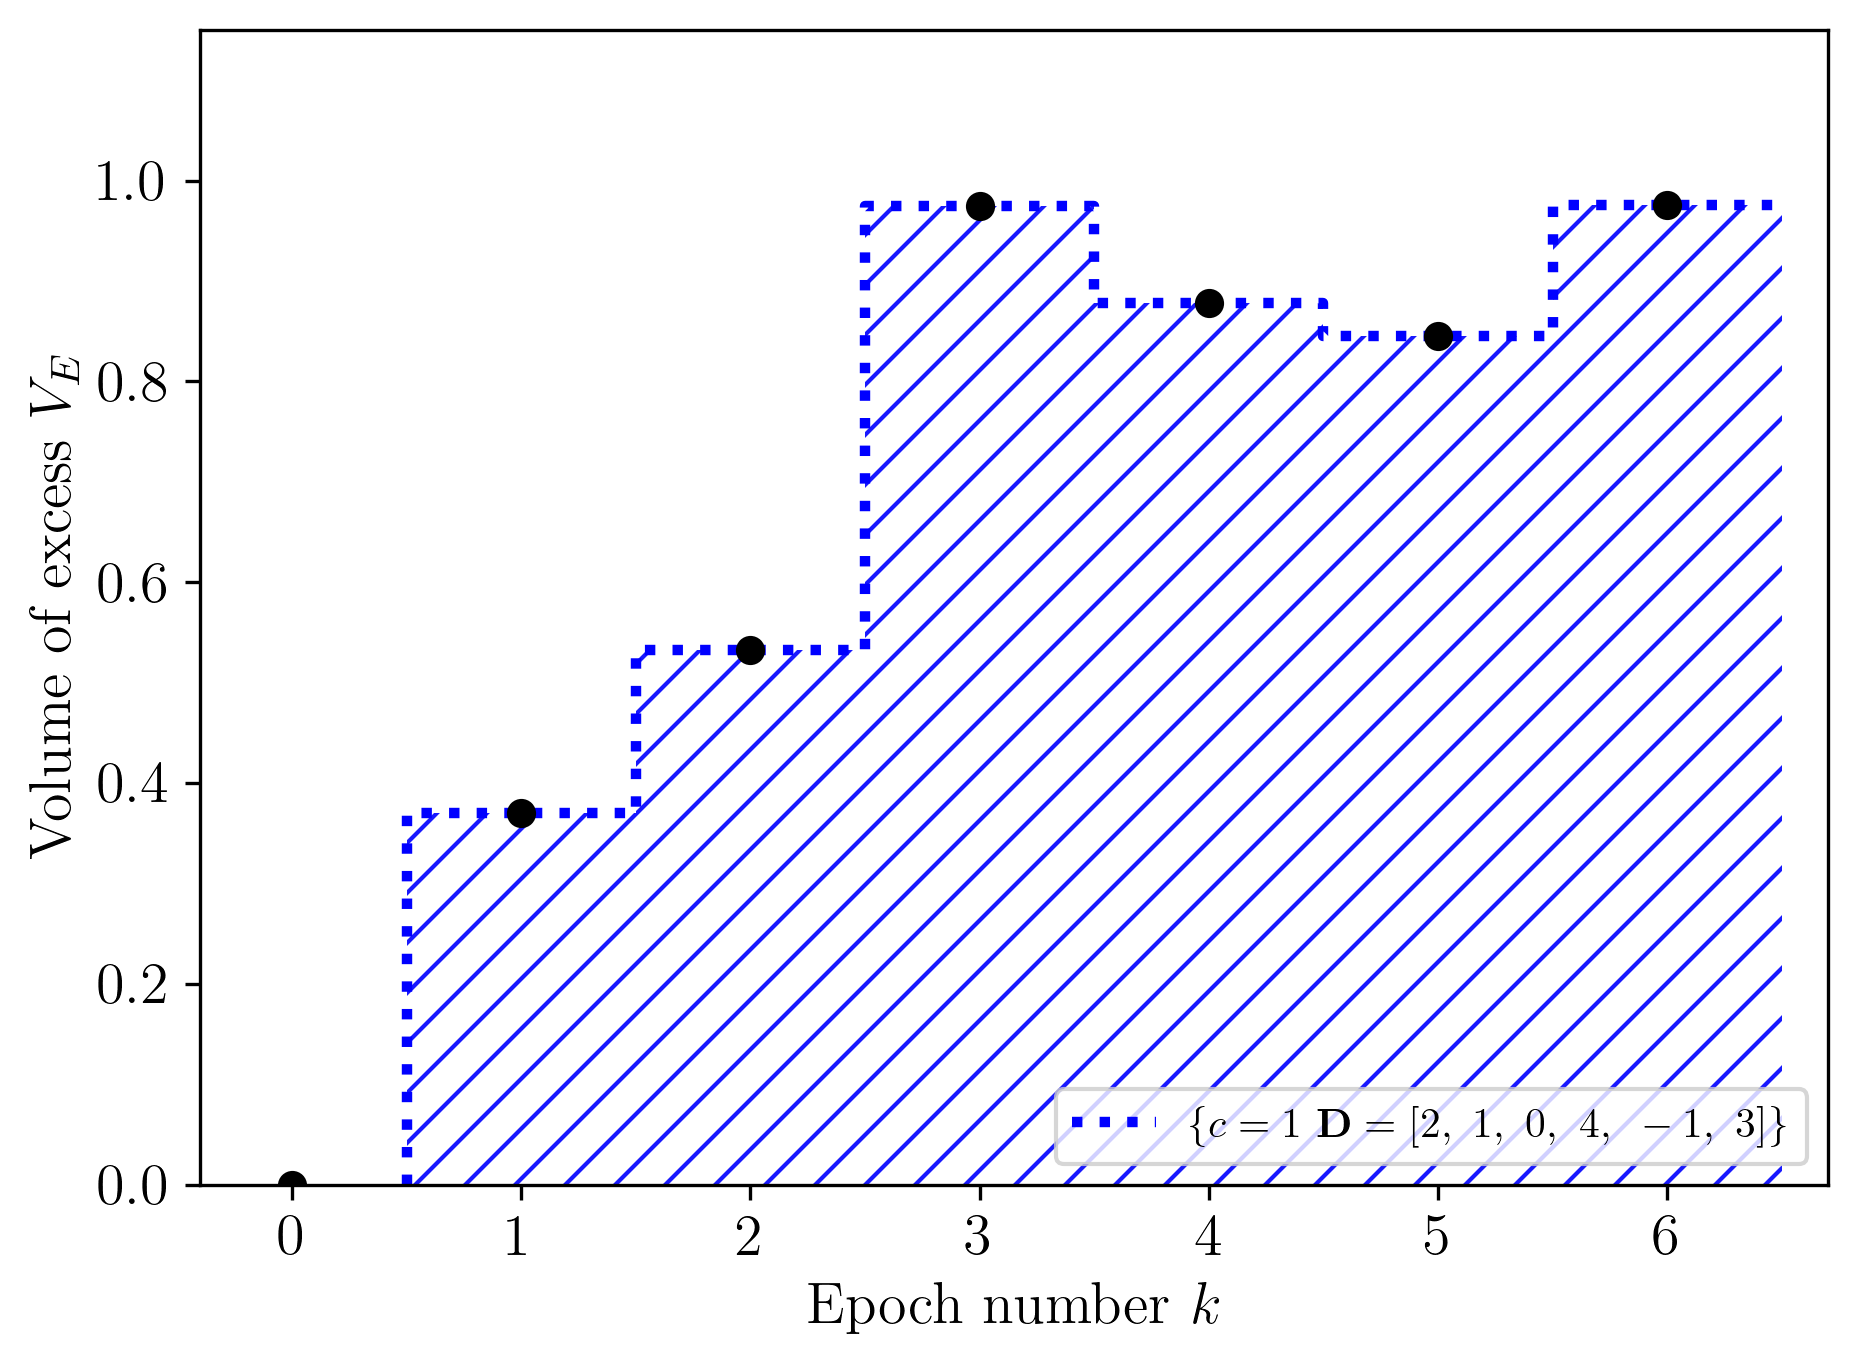 1.0
0.8
0.6
0.4
0.2
0.0
Volume of excess $V_E$
{c = 1 D = [2, 1, 0, 4, −1, 3]}
0 1 2 3 4 5 6
Epoch number k